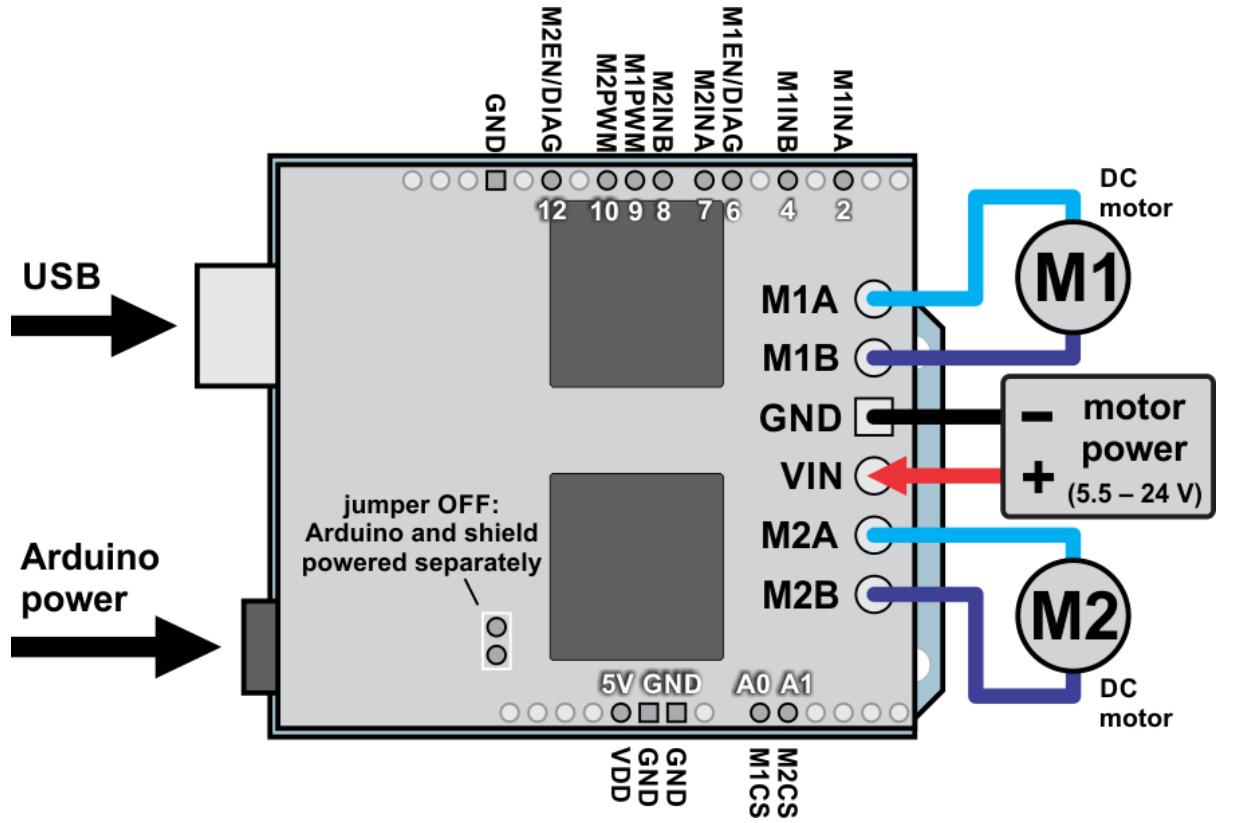 GND
M2EN/DIAG
M2PWM
M1PWM
M2INB
M2INA
M1EN/DIAG
M1INB
M1INA
12 10 9 8 7 6 4 2
DC
motor
M1
USB
M1A
M1B
GND
VIN
M2A
M2B
– motor
power
+ (5.5 – 24 V)
jumper OFF:
Arduino and shield
powered separately
Arduino
power
M2
DC
motor
5V GND A0 A1
VDD
GND
GND
M1CS
M2CS